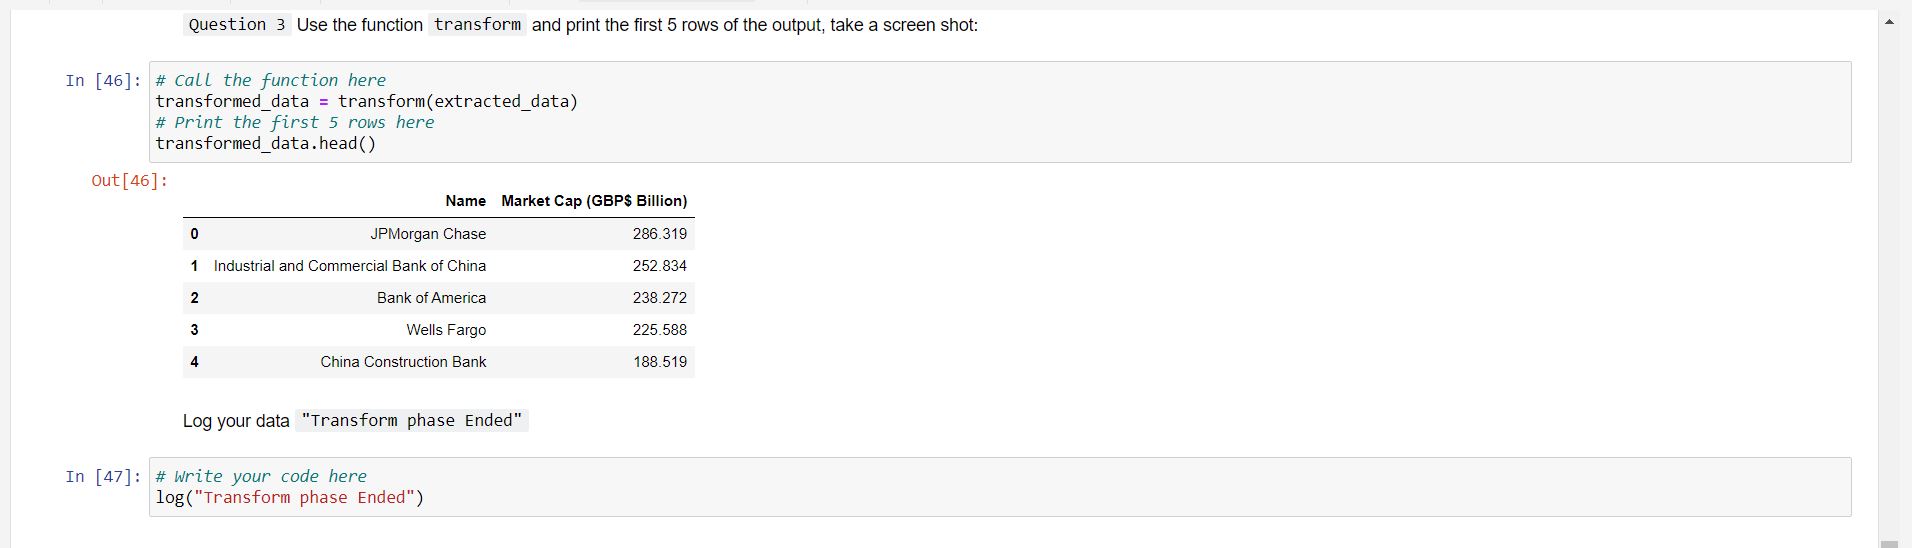 Question 3 Use the function transform and print the first 5 rows of the output, take a screen shot:
In [46]: # Call the function here
transformed_data = transform(extracted_data)
# Print the first 5 rows here
transformed_data.head()
Out[46]:
Name Market Cap (GBP$ Billion)
0 JPMorgan Chase 286.319
1 Industrial and Commercial Bank of China 252.834
2 Bank of America 238.272
3 Wells Fargo 225.588
4 China Construction Bank 188.519
Log your data "Transform phase Ended"
In [47]: # Write your code here
log("Transform phase Ended")